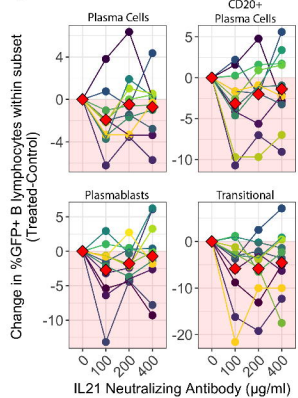 Plasma Cells
CD20+
Plasma Cells
Change in %GFP+ B lymphocytes within subset
(Treated-Control)
4
0
-4
5
0
-5
-10
Plasmablasts
Transitional
5
0
-5
-10
0
-10
-20
0 100 200 400 0 100 200 400
IL21 Neutralizing Antibody (µg/ml)